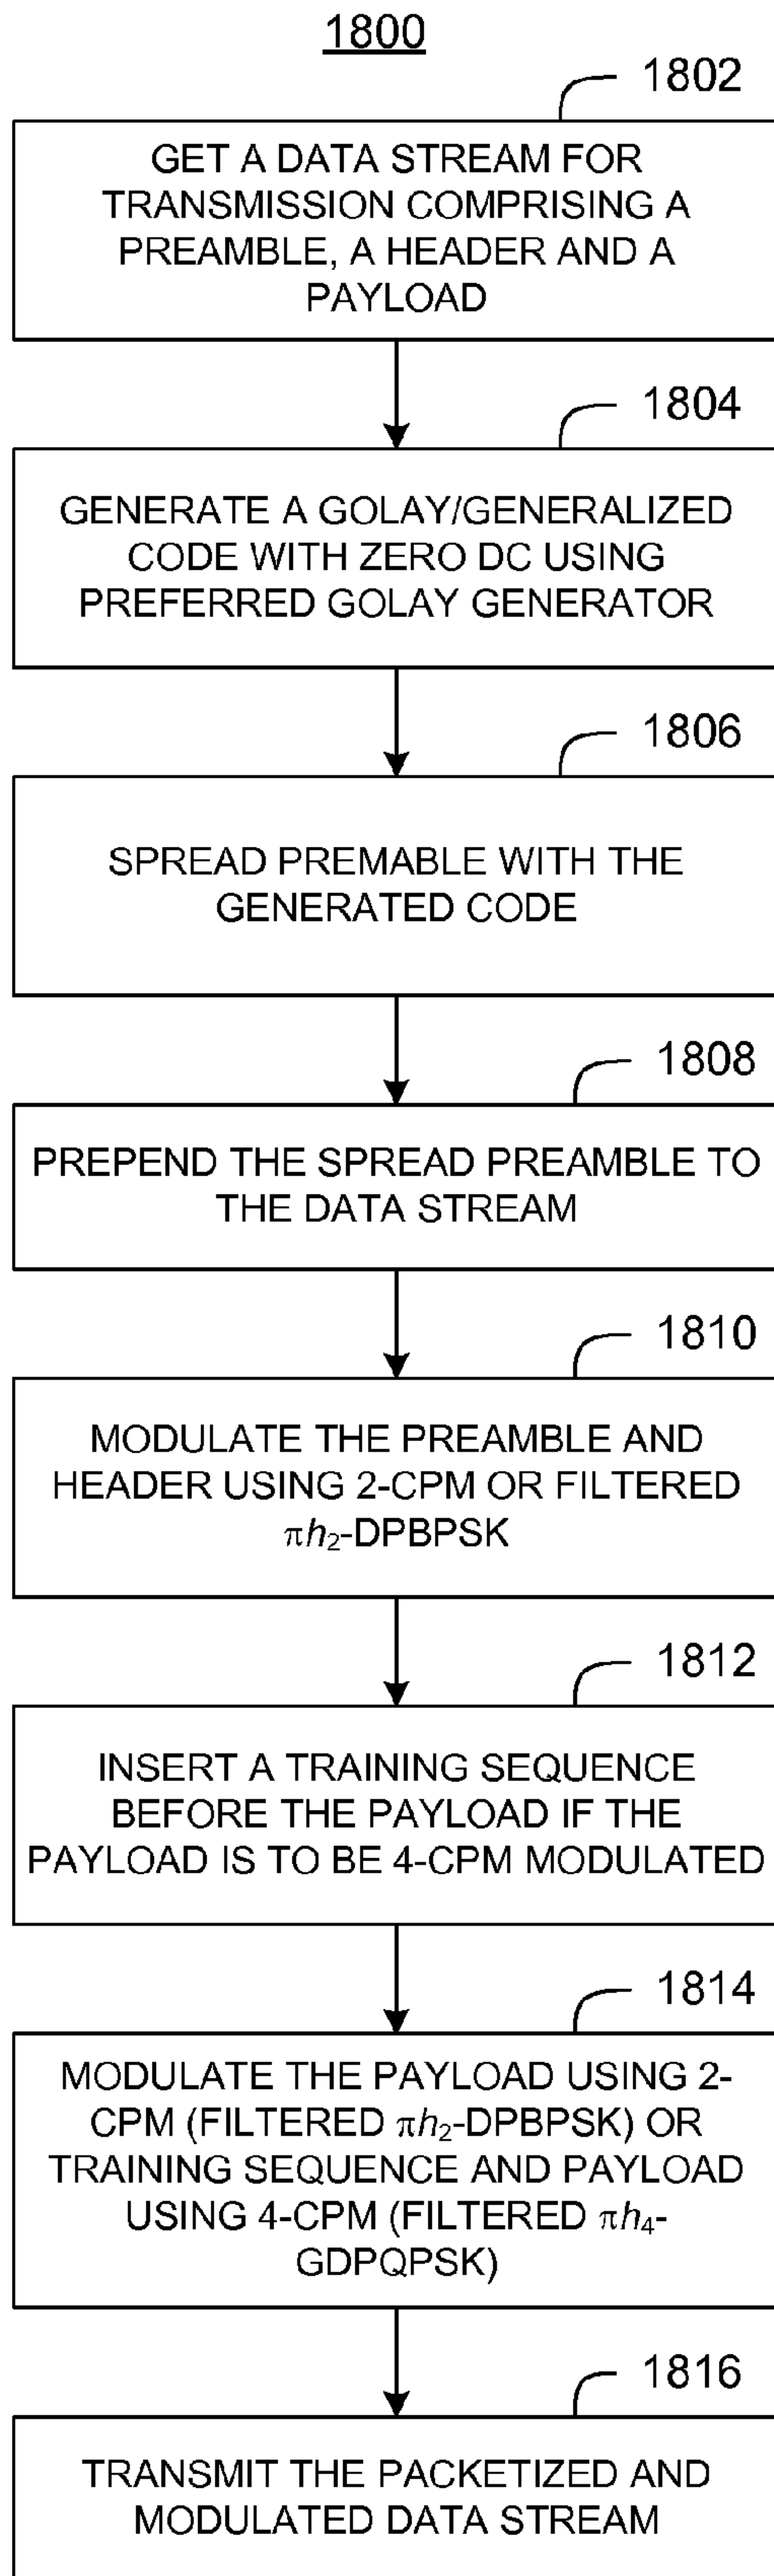 1800
1802
GET A DATA STREAM FOR
TRANSMISSION COMPRISING A
PREAMBLE, A HEADER AND A
PAYLOAD
1804
GENERATE A GOLAY/GENERALIZED
CODE WITH ZERO DC USING
PREFERRED GOLAY GENERATOR
1806
SPREAD PREMABLE WITH THE
GENERATED CODE
1808
PREPEND THE SPREAD PREAMBLE TO
THE DATA STREAM
1810
MODULATE THE PREAMBLE AND
HEADER USING 2-CPM OR FILTERED
πh₂-DPBPSK
1812
INSERT A TRAINING SEQUENCE
BEFORE THE PAYLOAD IF THE
PAYLOAD IS TO BE 4-CPM MODULATED
1814
MODULATE THE PAYLOAD USING 2-
CPM (FILTERED πh₂-DPBPSK) OR
TRAINING SEQUENCE AND PAYLOAD
USING 4-CPM (FILTERED πh₄-
GDPQPSK)
1816
TRANSMIT THE PACKETIZED AND
MODULATED DATA STREAM